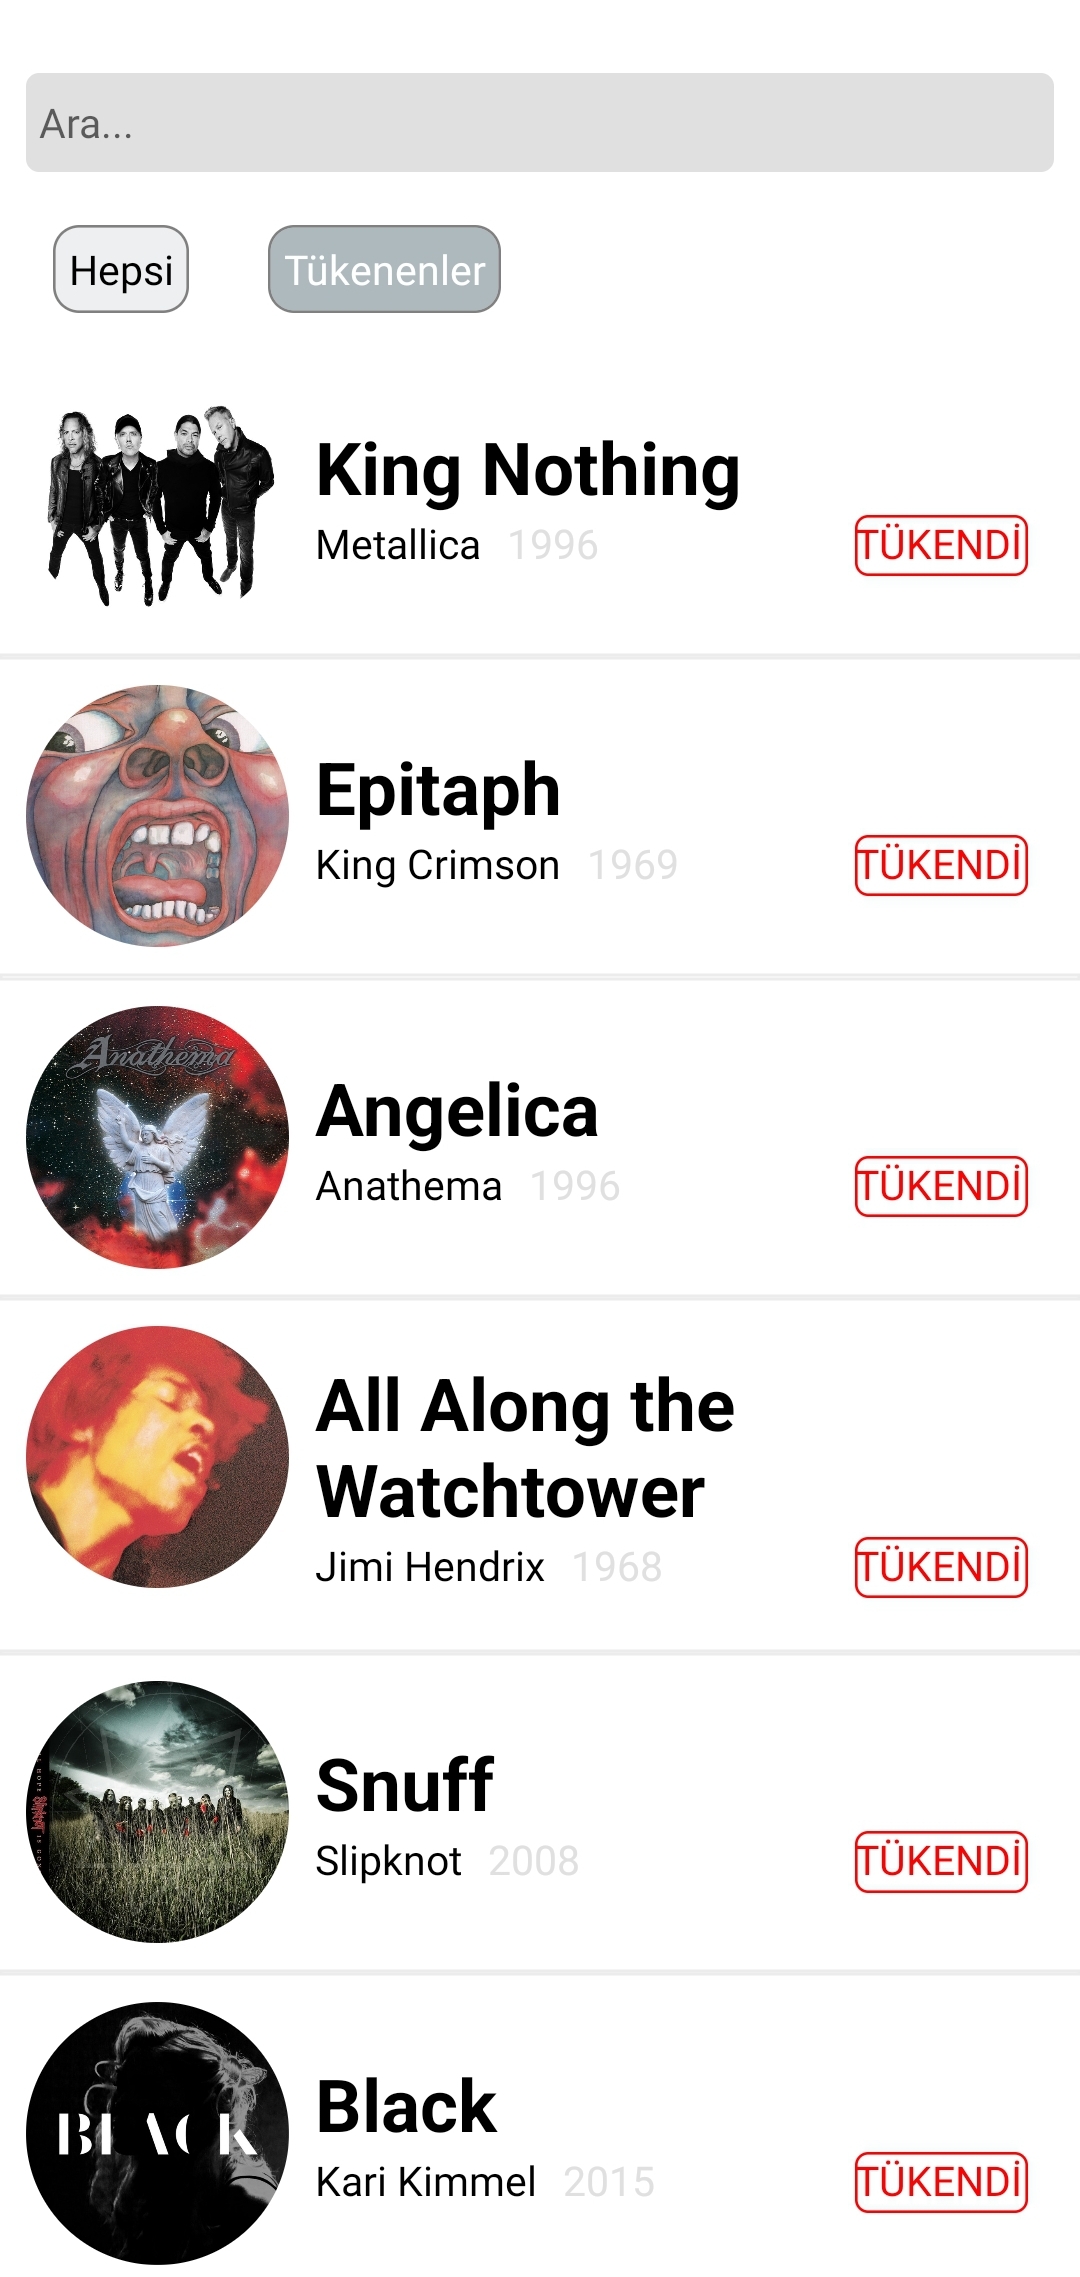 Ara...
Hepsi
Tükenenler
King Nothing
Metallica 1996
TÜKENDİ
Epitaph
King Crimson 1969
TÜKENDİ
Anathema
Angelica
Anathema 1996
TÜKENDİ
All Along the
Watchtower
Jimi Hendrix 1968
TÜKENDİ
Snuff
Slipknot 2008
TÜKENDİ
BLACK
Black
Kari Kimmel 2015
TÜKENDİ